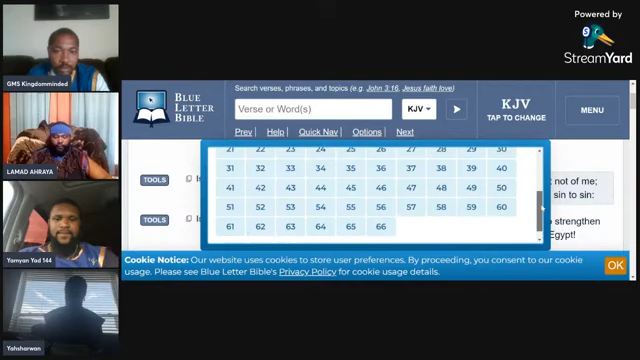 Powered by
StreamYard
GMS Kingdomminded
LAMAD AHRAYA
Yamyan Yad 144
Yahsharwan
BLUE
LETTER
BIBLE
Search verses, phrases, and topics (e.g. John 3:16, Jesus faith love)
Verse or Word(s)
KJV
KJV
TAP TO CHANGE
MENU
Prev Help Quick Nav Options Next
21 22 23 24 25 26 27 28 29 30
31 32 33 34 35 36 37 38 39 40
41 42 43 44 45 46 47 48 49 50
51 52 53 54 55 56 57 58 59 60
61 62 63 64 65 66
TOOLS
Is
t not of me;
sin to sin:
TOOLS
Is
to strengthen
Egypt!
Cookie Notice: Our website uses cookies to store user preferences. By proceeding, you consent to our cookie
usage. Please see Blue Letter Bible's Privacy Policy for cookie usage details.
OK